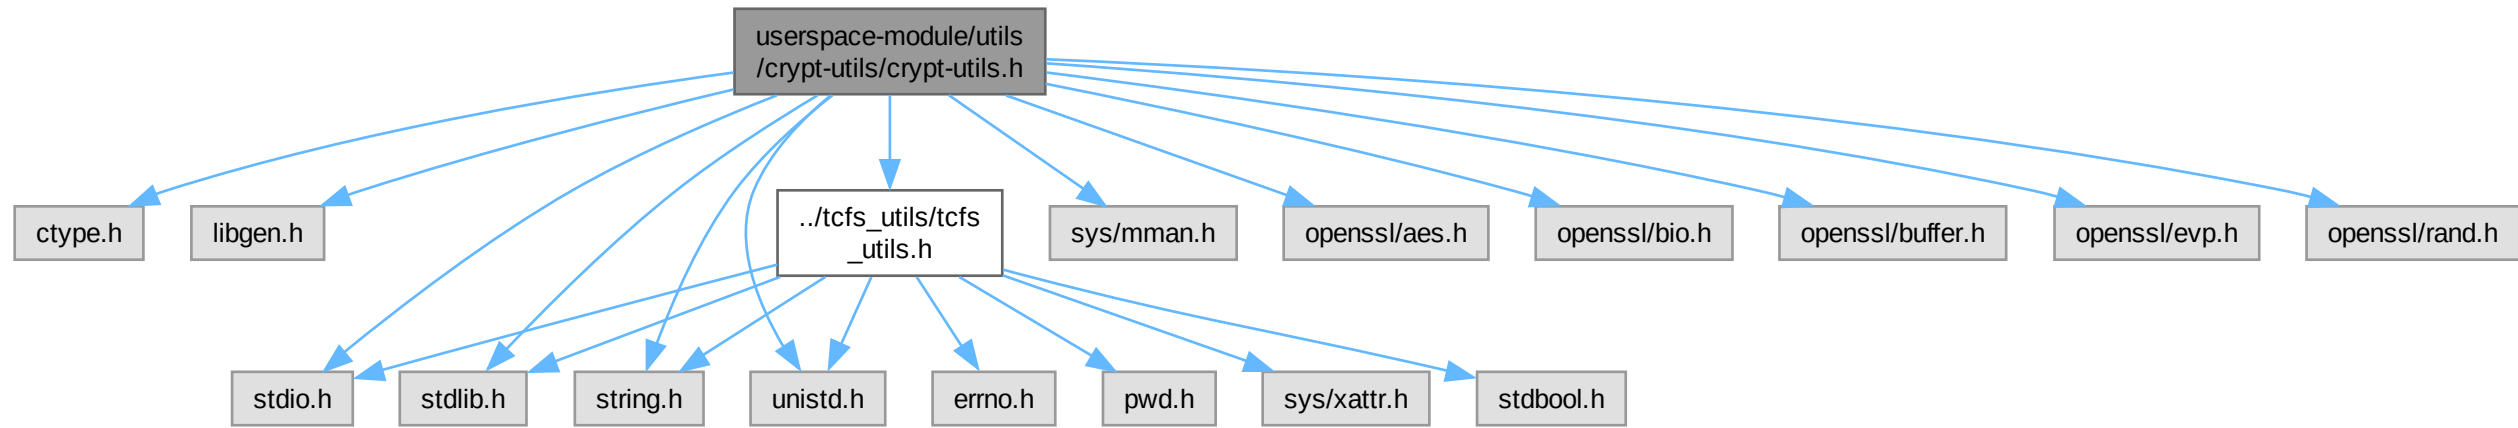 userspace-module/utils
/crypt-utils/crypt-utils.h
../tcfs_utils/tcfs
_utils.h
ctype.h
libgen.h
sys/mman.h
openssl/aes.h
openssl/bio.h
openssl/buffer.h
openssl/evp.h
openssl/rand.h
stdio.h
stdlib.h
string.h
unistd.h
errno.h
pwd.h
sys/xattr.h
stdbool.h